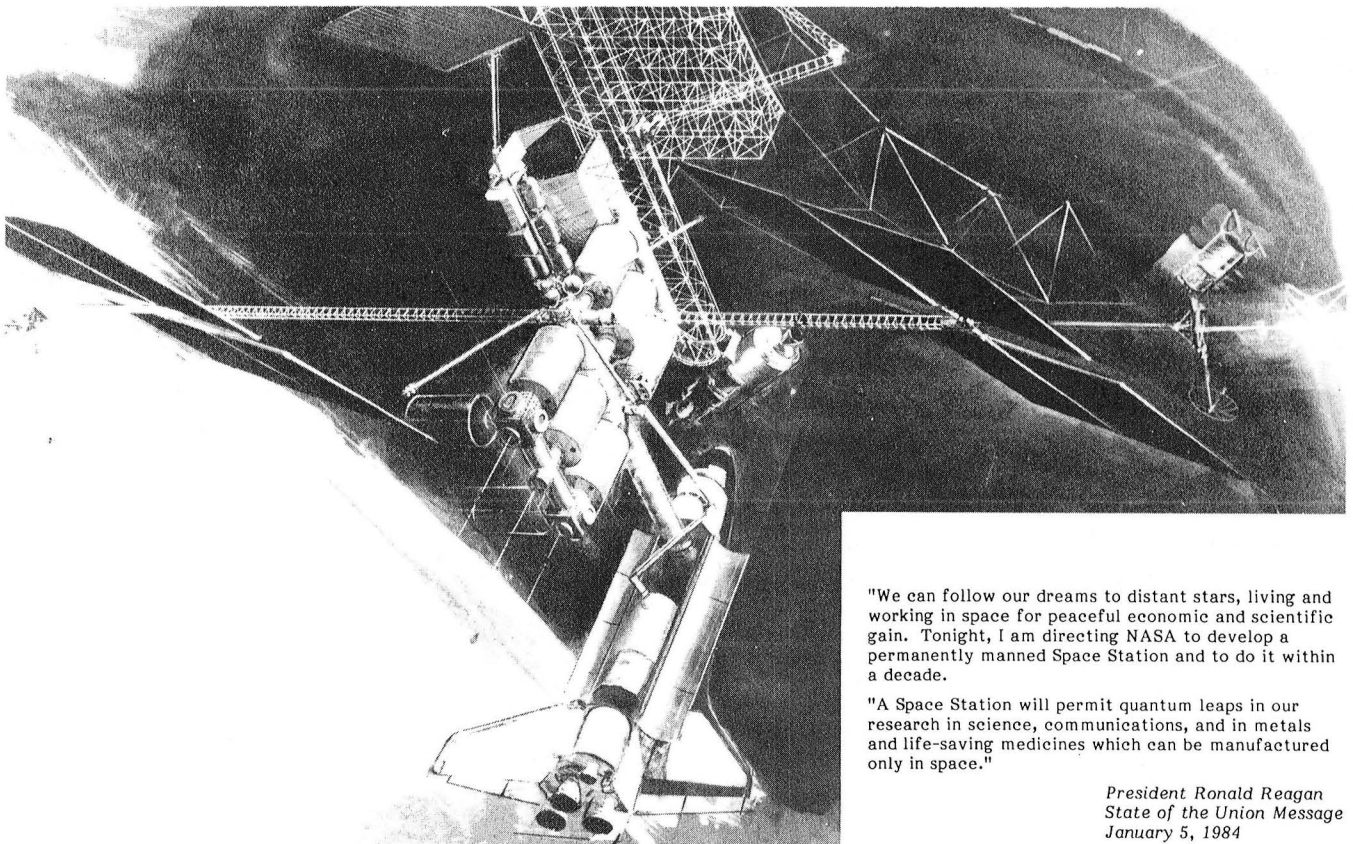 "We can follow our dreams to distant stars, living and
working in space for peaceful economic and scientific
gain. Tonight, I am directing NASA to develop a
permanently manned Space Station and to do it within
a decade.
"A Space Station will permit quantum leaps in our
research in science, communications, and in metals
and life-saving medicines which can be manufactured
only in space."
President Ronald Reagan
State of the Union Message
January 5, 1984